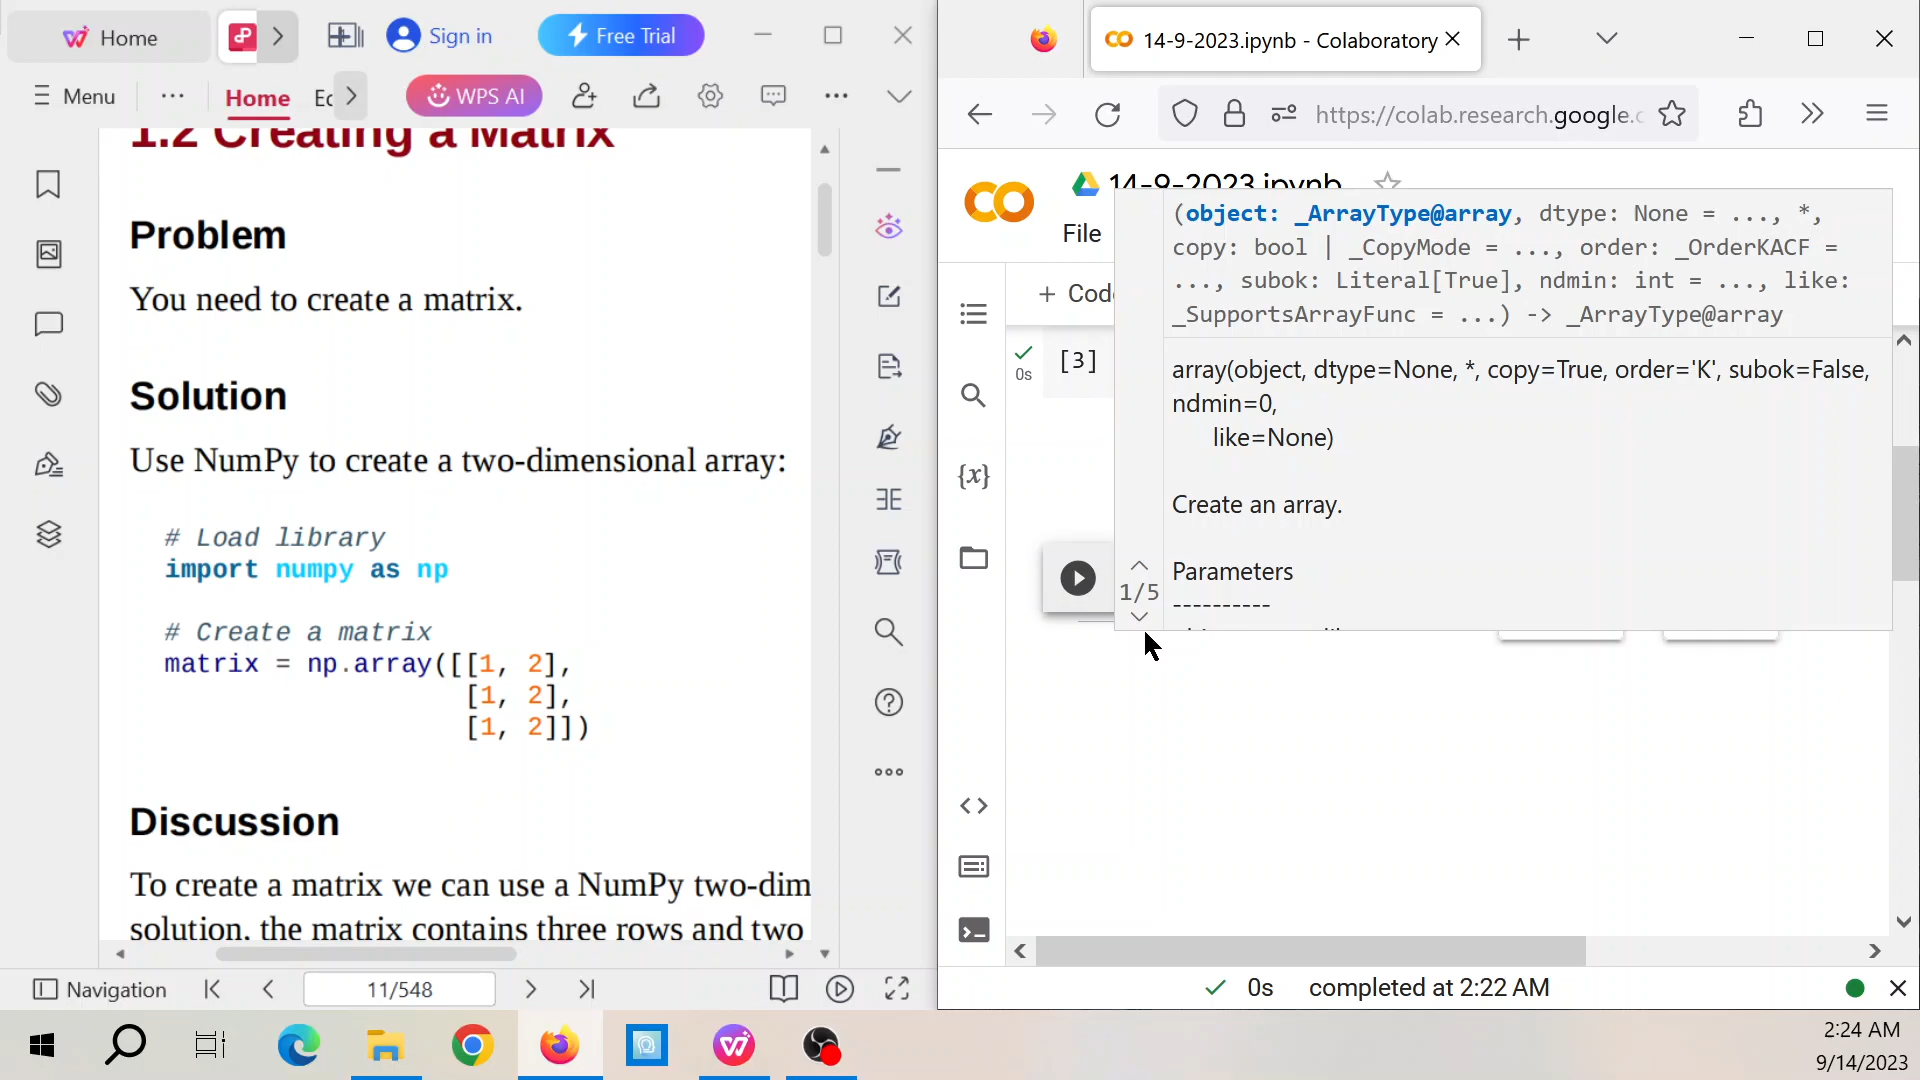 Home
Sign in
Free Trial
Menu
Home
WPS AI
1.2 Creating a Matrix
Problem
You need to create a matrix.
Solution
Use NumPy to create a two-dimensional array:
# Load library
import numpy as np
# Create a matrix
matrix = np.array([[1, 2],
[1, 2],
[1, 2]])
Discussion
To create a matrix we can use a NumPy two-dim
solution, the matrix contains three rows and two
Navigation
11/548
14-9-2023.ipynb - Colaboratory
https://colab.research.google.
14-9-2023.ipynb
File
+ Code
0s
[3]
(object: _ArrayType@array, dtype: None = ..., *,
copy: bool | _CopyMode = ..., order: _OrderKACF =
..., subok: Literal[True], ndmin: int = ..., like:
_SupportsArrayFunc = ...) -> _ArrayType@array
array(object, dtype=None, *, copy=True, order='K', subok=False,
ndmin=0,
like=None)
Create an array.
Parameters
----------
1/5
{x}
0s completed at 2:22 AM
2:24 AM
9/14/2023